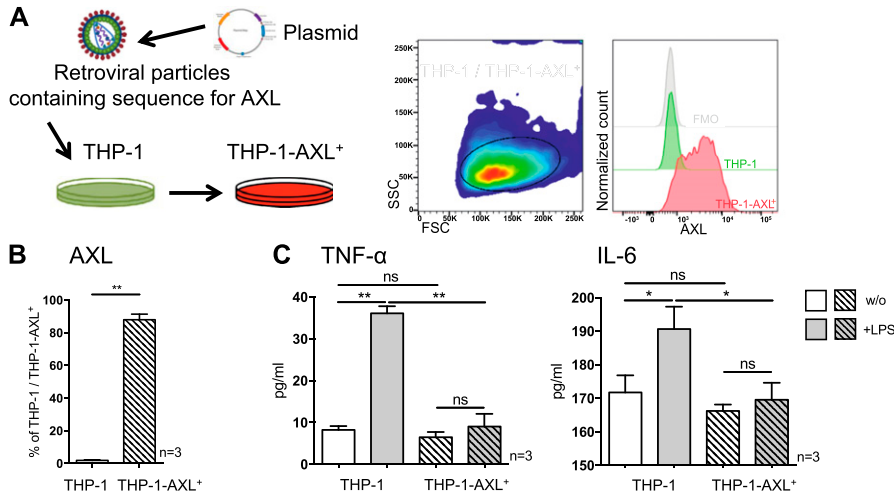 A
Plasmid
Retroviral particles
containing sequence for AXL
THP-1
THP-1-AXL⁺
250K
200K
150K
100K
50K
0
0
50K
100K
150K
200K
250K
SSC
FSC
THP-1 / THP-1-AXL⁺
Normalized count
FMO
THP-1
THP-1-AXL⁺
-10³
0
10³
10⁴
10⁵
AXL
B
AXL
**
% of THP-1 / THP-1-AXL⁺
100
80
60
40
20
0
n=3
THP-1
THP-1-AXL⁺
C
TNF-α
ns
**
**
ns
pg/ml
40
30
20
10
0
n=3
THP-1
THP-1-AXL⁺
IL-6
ns
*
*
ns
pg/ml
200
190
180
170
160
150
n=3
THP-1
THP-1-AXL⁺
w/o
+LPS